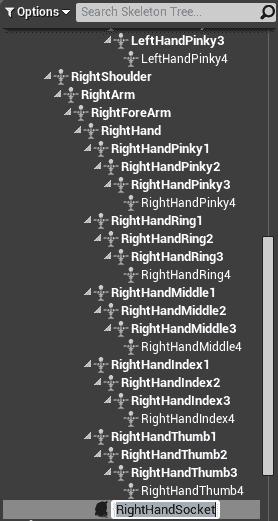 Options
Search Skeleton Tree...
LeftHandPinky3
LeftHandPinky4
RightShoulder
RightArm
RightForeArm
RightHand
RightHandPinky1
RightHandPinky2
RightHandPinky3
RightHandPinky4
RightHandRing1
RightHandRing2
RightHandRing3
RightHandRing4
RightHandMiddle1
RightHandMiddle2
RightHandMiddle3
RightHandMiddle4
RightHandIndex1
RightHandIndex2
RightHandIndex3
RightHandIndex4
RightHandThumb1
RightHandThumb2
RightHandThumb3
RightHandThumb4
RightHandSocket